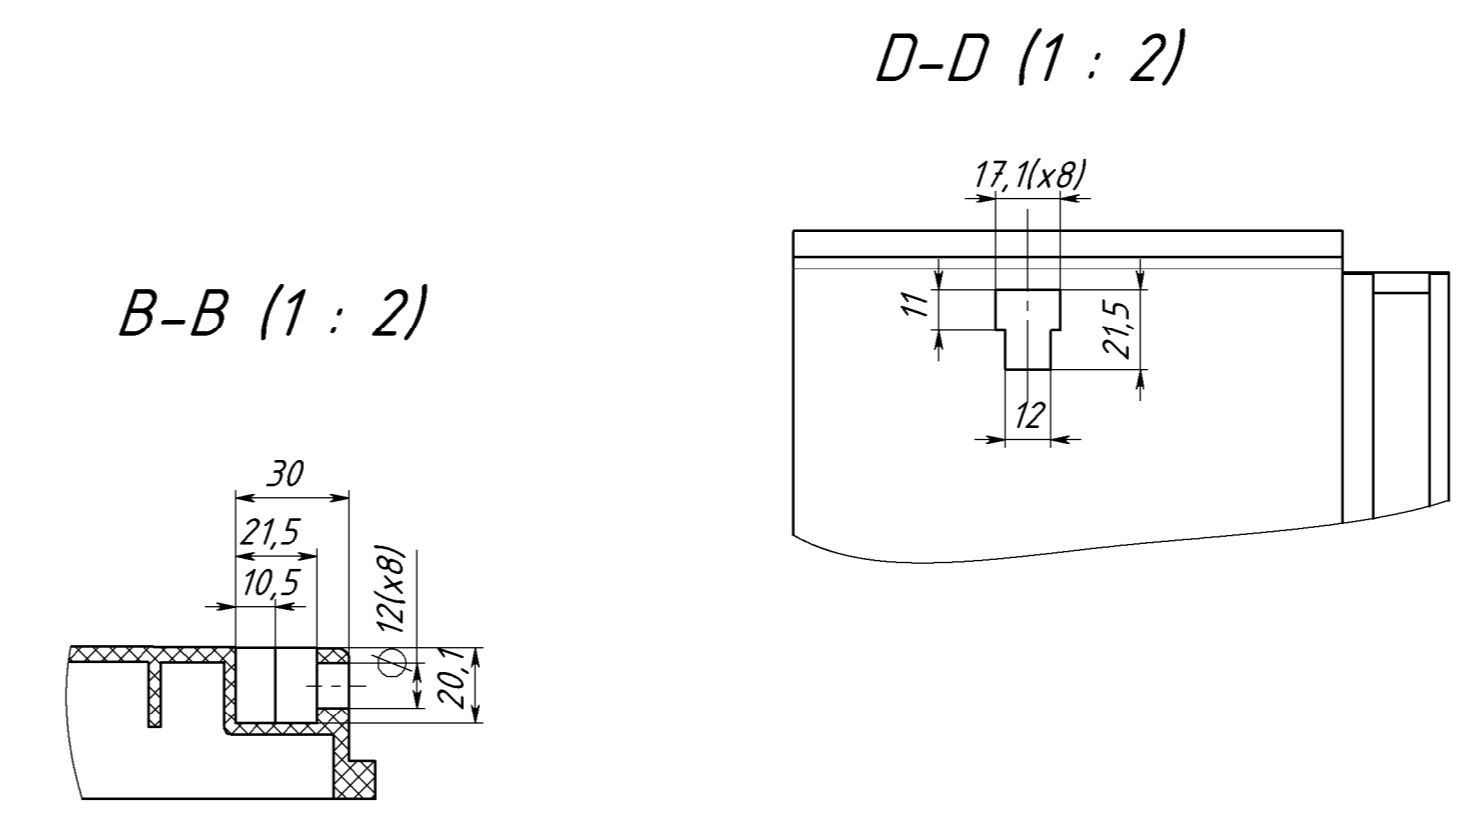 D-D (1 : 2)
17,1(x8)
11
21,5
12
B-B (1 : 2)
30
21,5
10,5
⌀12(x8)
20,1